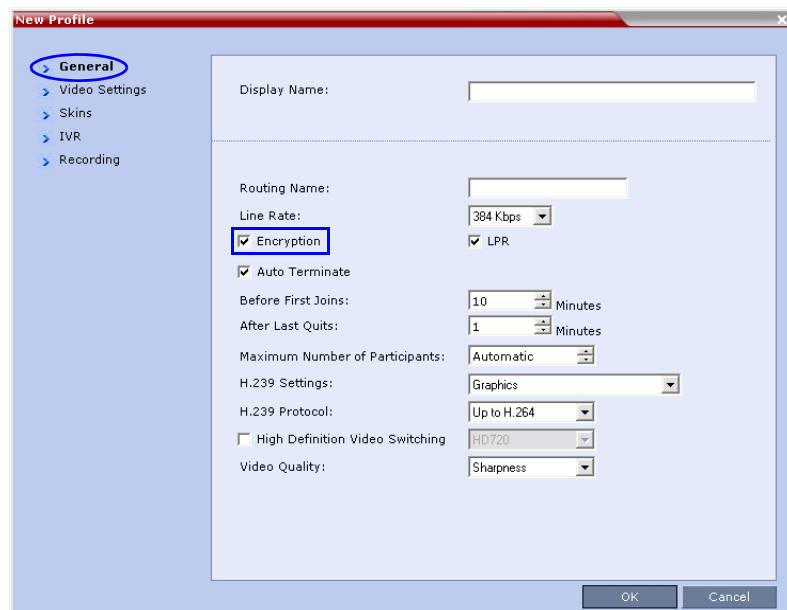 New Profile
General
Video Settings
Skins
IVR
Recording
Display Name:
Routing Name:
Line Rate: 384 Kbps
Encryption LPR
Auto Terminate
Before First Joins: 10 Minutes
After Last Quits: 1 Minutes
Maximum Number of Participants: Automatic
H.239 Settings: Graphics
H.239 Protocol: Up to H.264
High Definition Video Switching HD720
Video Quality: Sharpness
OK Cancel